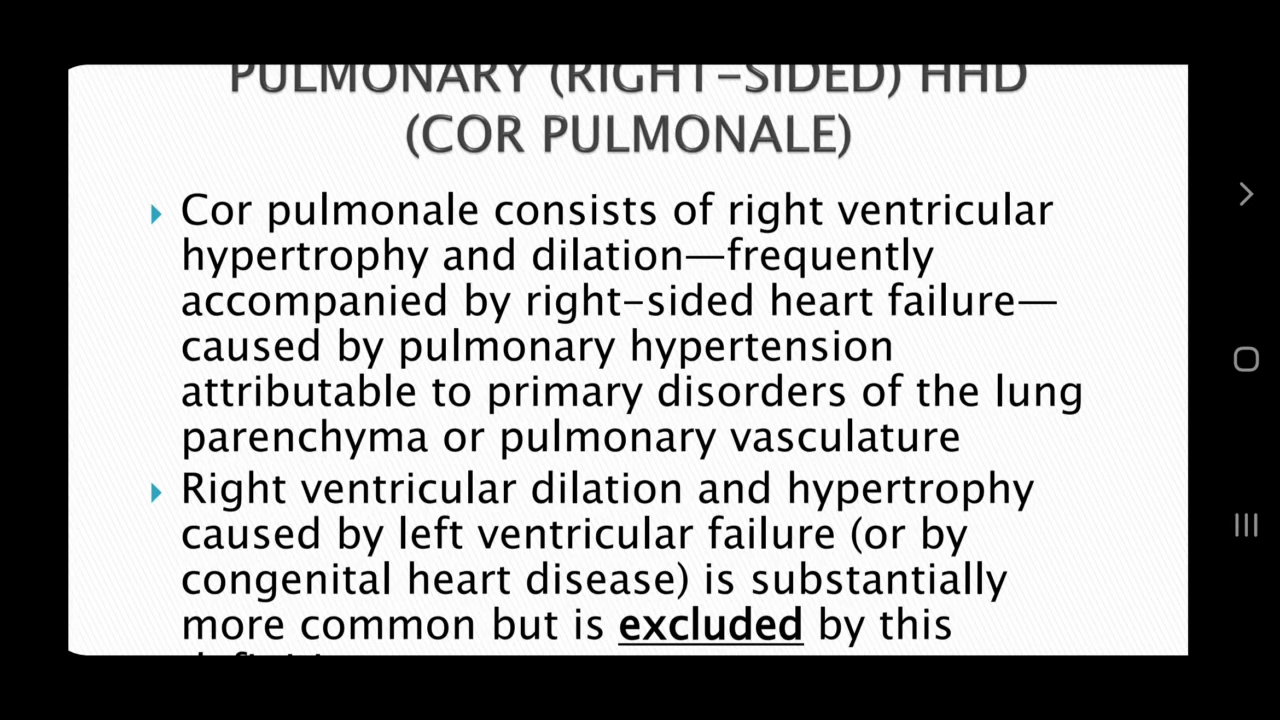 PULMONARY (RIGHT-SIDED) HHD
(COR PULMONALE)
Cor pulmonale consists of right ventricular
hypertrophy and dilation—frequently
accompanied by right-sided heart failure—
caused by pulmonary hypertension
attributable to primary disorders of the lung
parenchyma or pulmonary vasculature
Right ventricular dilation and hypertrophy
caused by left ventricular failure (or by
congenital heart disease) is substantially
more common but is excluded by this